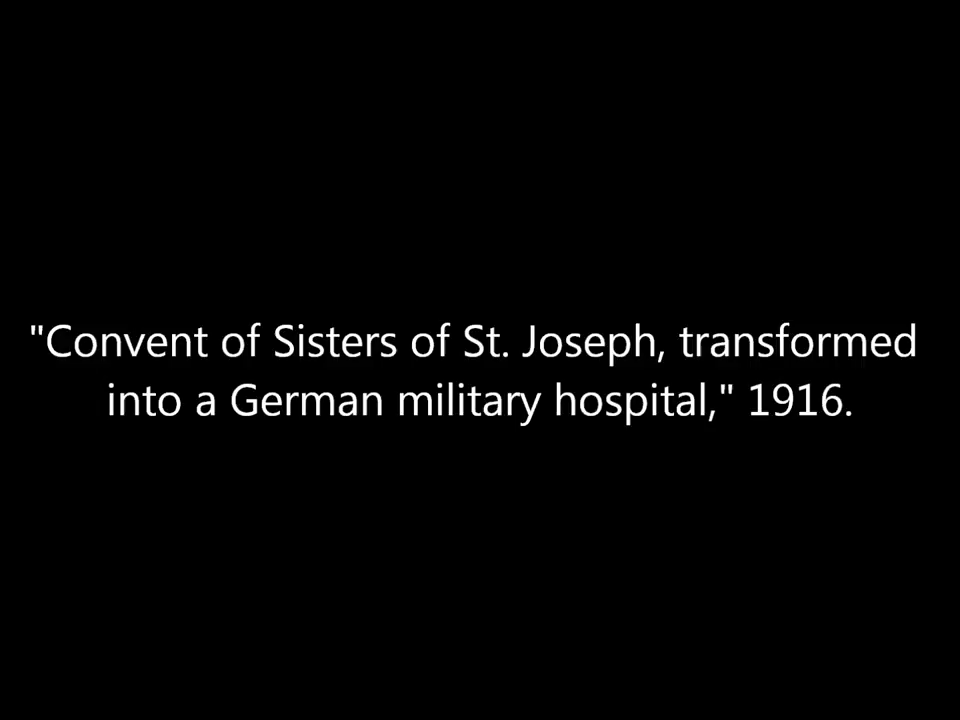 "Convent of Sisters of St. Joseph, transformed
into a German military hospital," 1916.